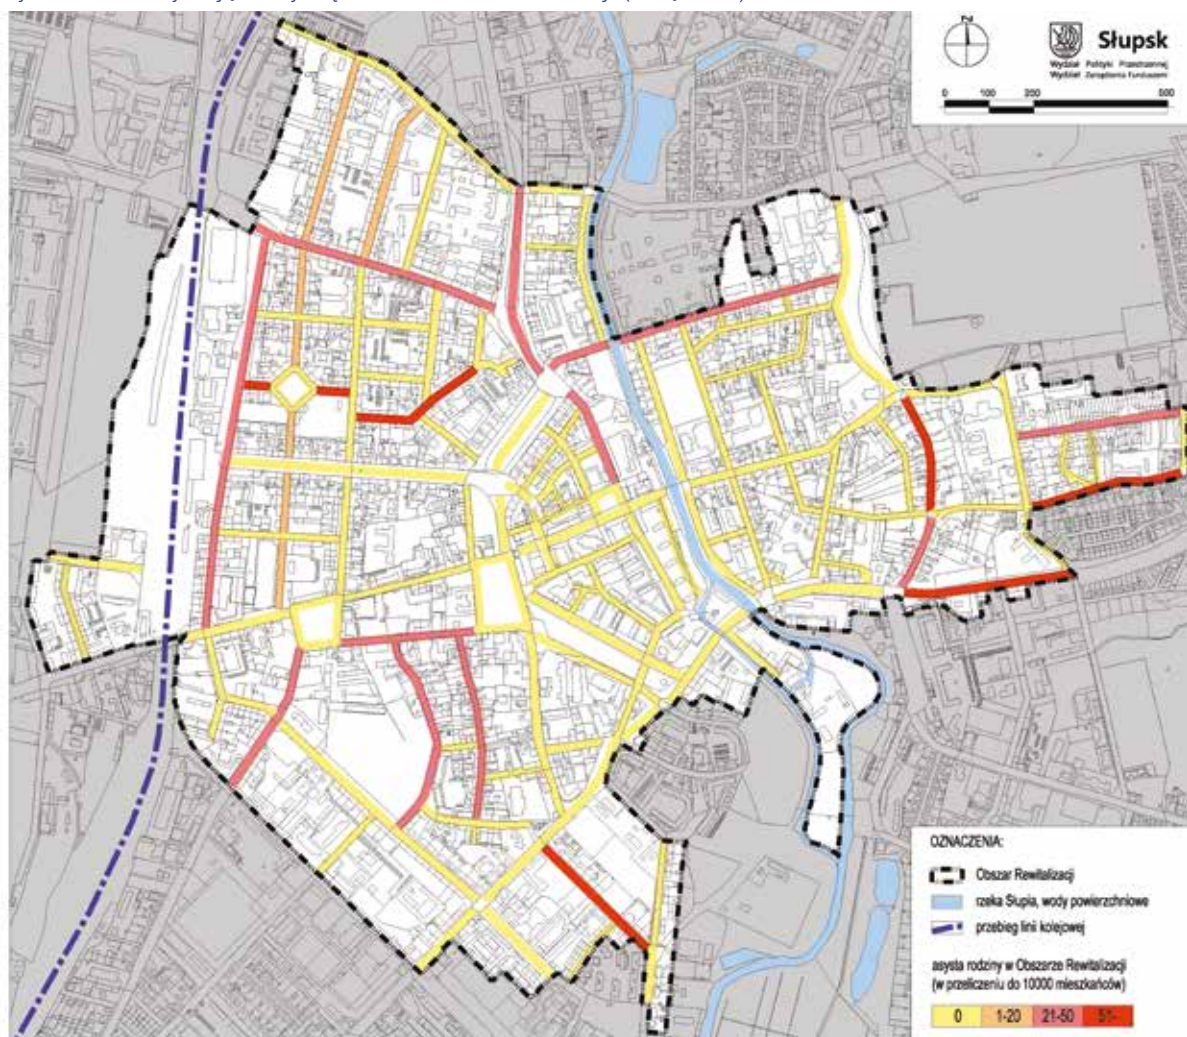 N
Słupsk
Wydział Polityki Przestrzennej
Wydział Zarządzania Funduszami
0 100 200 500
OZNACZENIA:
Obszar Rewitalizacji
rzeka Słupia, wody powierzchniowe
przebieg linii kolejowej
asysta rodziny w Obszarze Rewitalizacji
(w przeliczeniu do 10000 mieszkańców)
0 1-20 21-50 51-